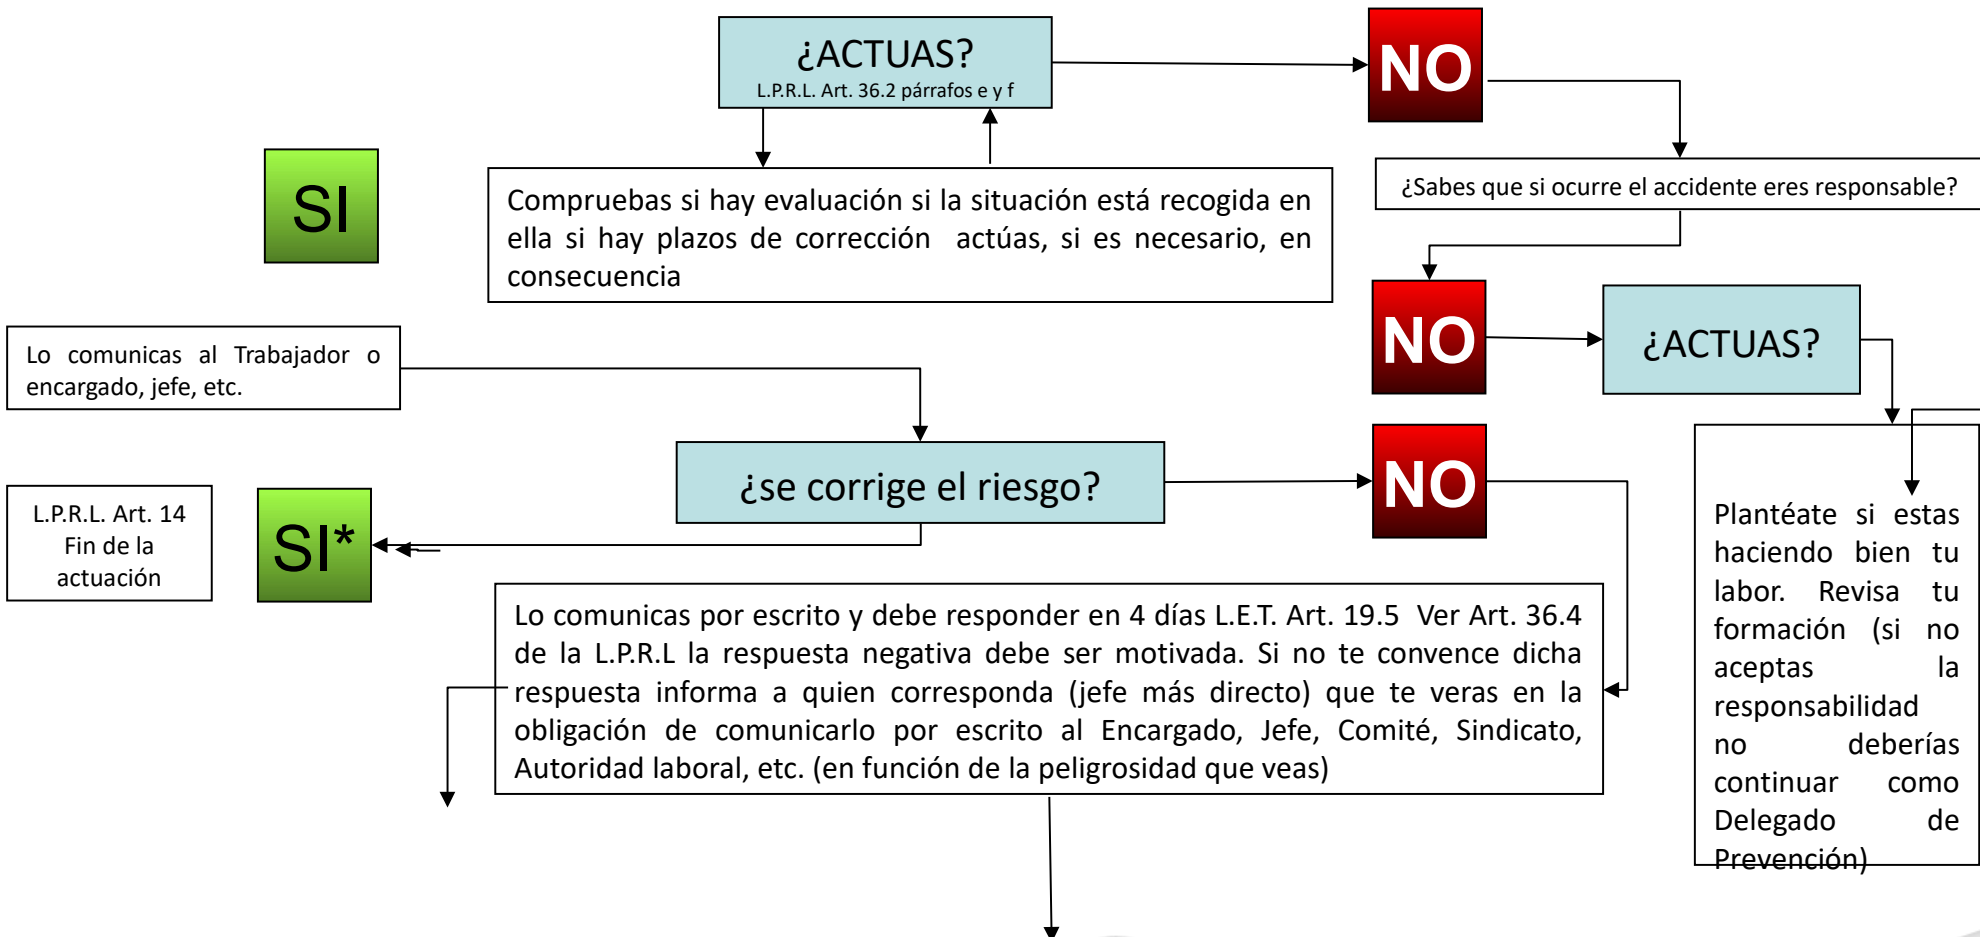 ¿ACTUAS?
L.P.R.L. Art. 36.2 párrafos e y f
NO
SI
Compruebas si hay evaluación si la situación está recogida en
ella si hay plazos de corrección actúas, si es necesario, en
consecuencia
¿Sabes que si ocurre el accidente eres responsable?
NO
¿ACTUAS?
Lo comunicas al Trabajador o
encargado, jefe, etc.
¿se corrige el riesgo?
NO
L.P.R.L. Art. 14
Fin de la
actuación
SI*
Lo comunicas por escrito y debe responder en 4 días L.E.T. Art. 19.5 Ver Art. 36.4
de la L.P.R.L la respuesta negativa debe ser motivada. Si no te convence dicha
respuesta informa a quien corresponda (jefe más directo) que te veras en la
obligación de comunicarlo por escrito al Encargado, Jefe, Comité, Sindicato,
Autoridad laboral, etc. (en función de la peligrosidad que veas)
Plantéate si estas
haciendo bien tu
labor. Revisa tu
formación (si no
aceptas la
responsabilidad
no deberías
continuar como
Delegado de
Prevención)